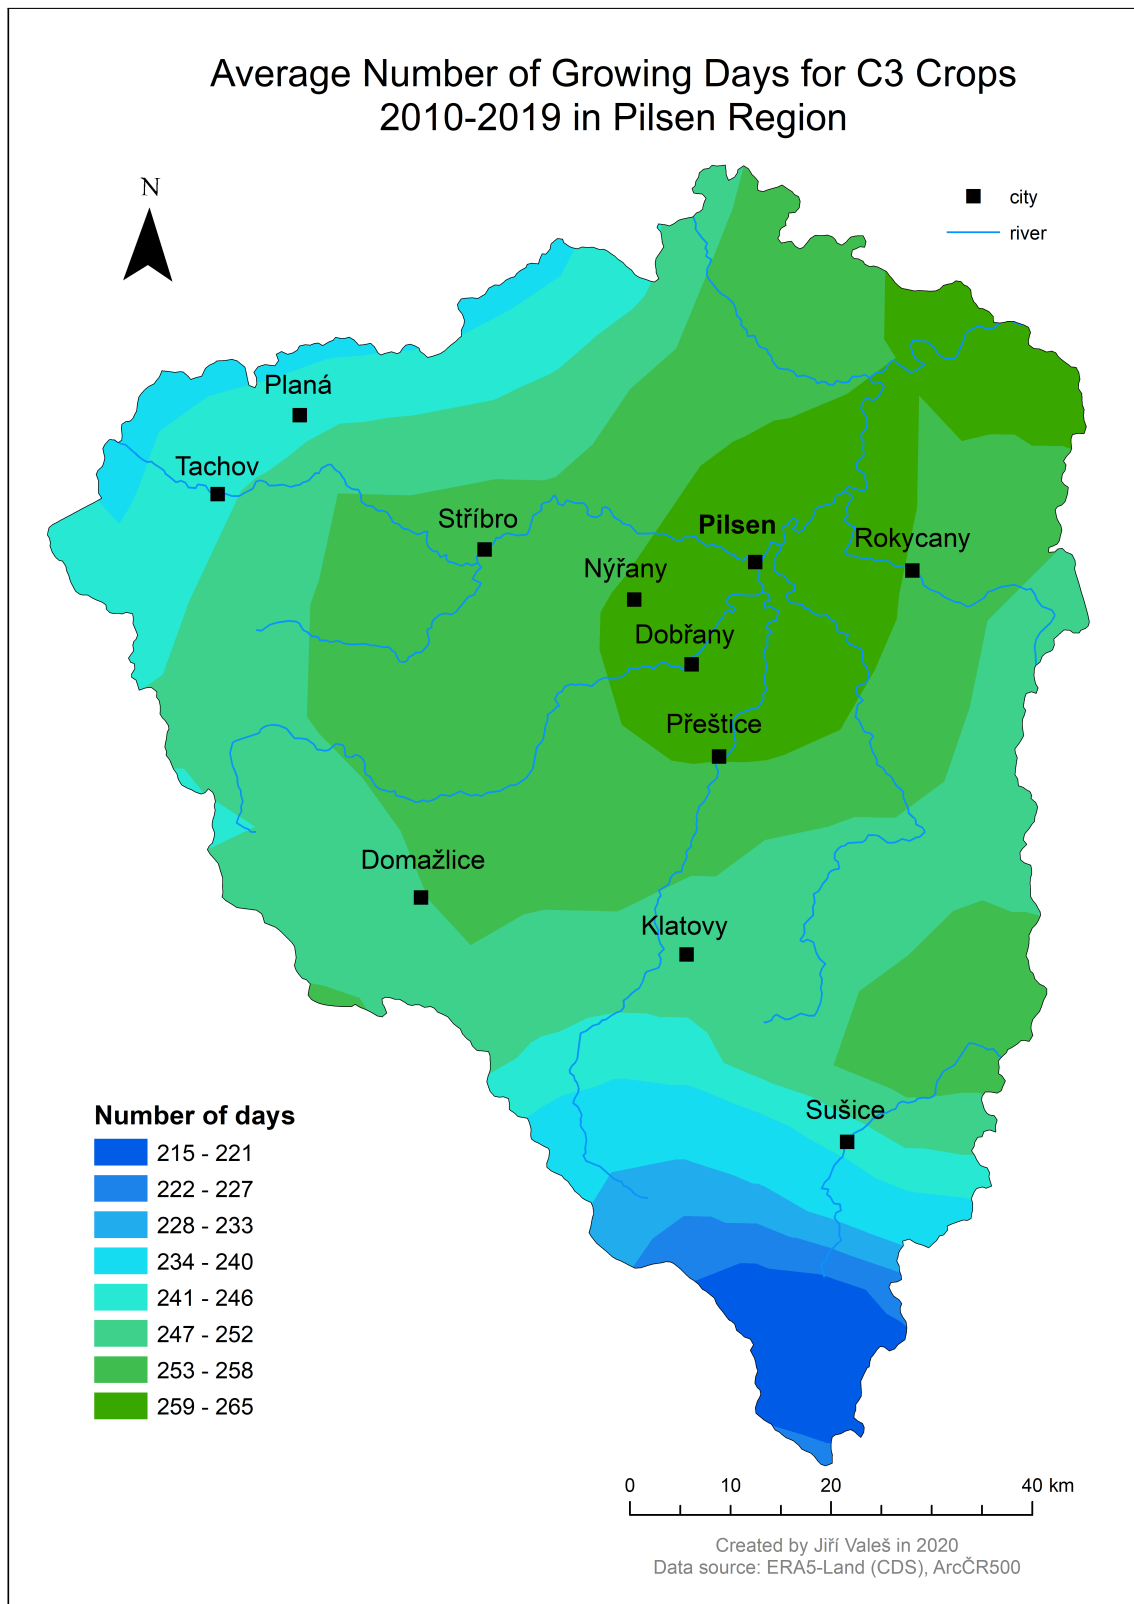 Average Number of Growing Days for C3 Crops
2010-2019 in Pilsen Region
N
city
river
Planá
Tachov
Stříbro
Pilsen
Rokycany
Nýřany
Dobřany
Přeštice
Domažlice
Klatovy
Sušice
Number of days
215 - 221
222 - 227
228 - 233
234 - 240
241 - 246
247 - 252
253 - 258
259 - 265
0 10 20 40 km
Created by Jiří Valeš in 2020
Data source: ERA5-Land (CDS), ArcČR500